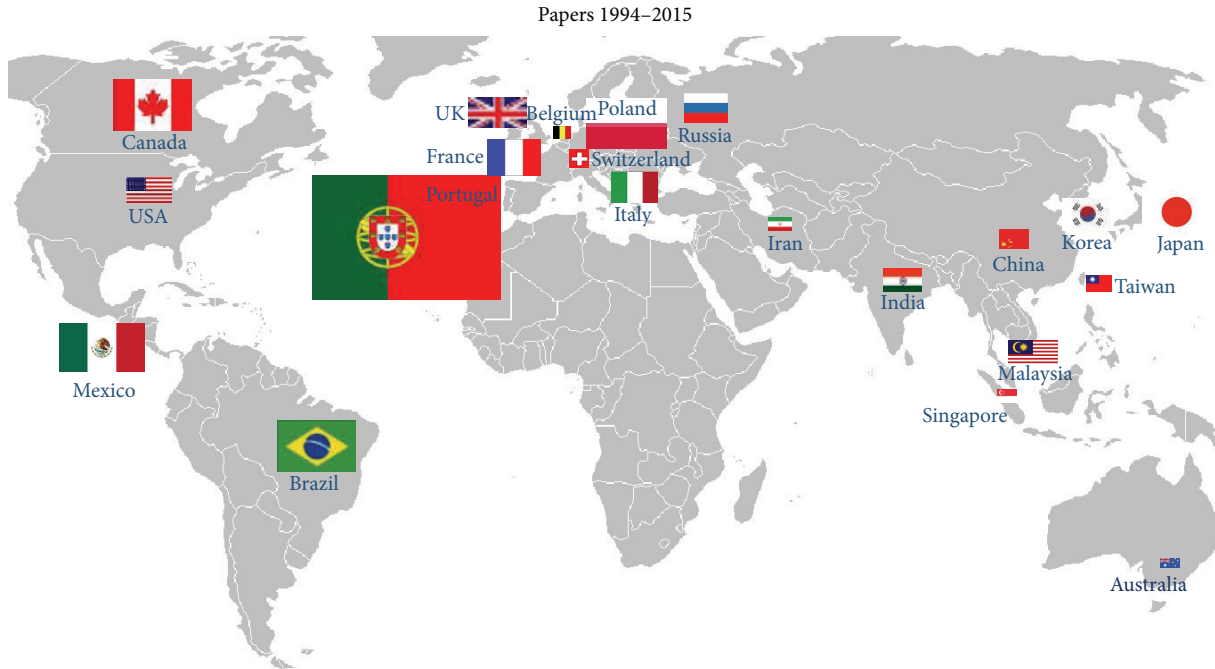 Papers 1994–2015
Canada
UK
Belgium
Poland
Russia
France
Switzerland
Portugal
USA
Italy
Iran
China
Korea
Japan
India
Taiwan
Mexico
Malaysia
Singapore
Brazil
Australia